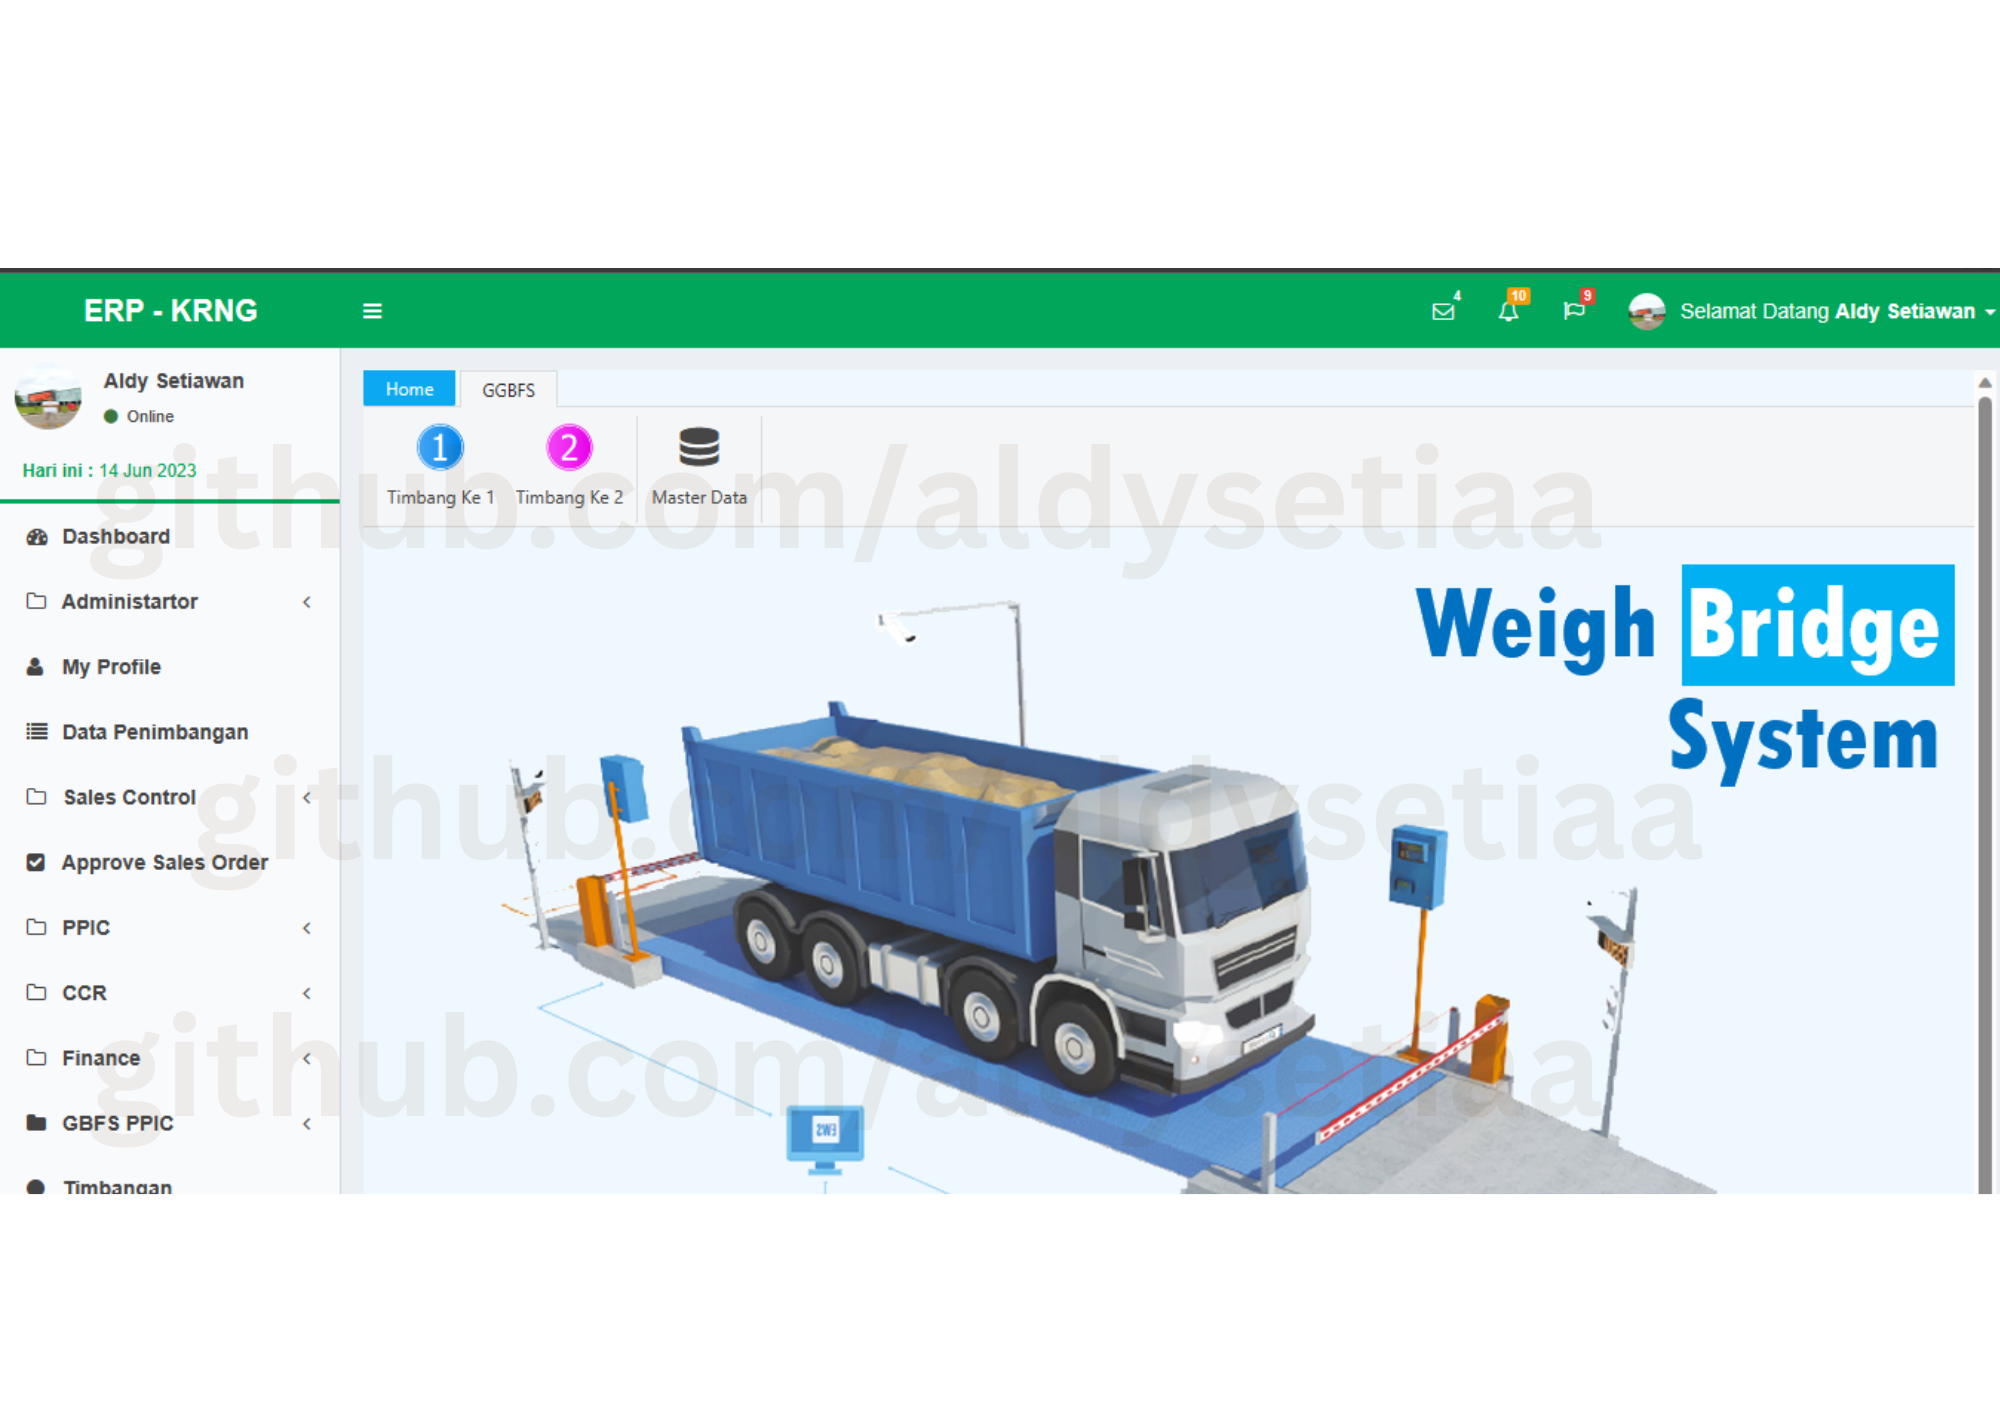 ERP - KRNG
4
10
9
Selamat Datang Aldy Setiawan
Aldy Setiawan
Online
Hari ini : 14 Jun 2023
Home
GGBFS
1
2
Timbang Ke 1
Timbang Ke 2
Master Data
github.com/aldysetiaa
Dashboard
Administartor
My Profile
Data Penimbangan
Sales Control
Approve Sales Order
PPIC
CCR
Finance
GBFS PPIC
Timbangan
Weigh Bridge
System
github.com/aldysetiaa
github.com/aldysetiaa